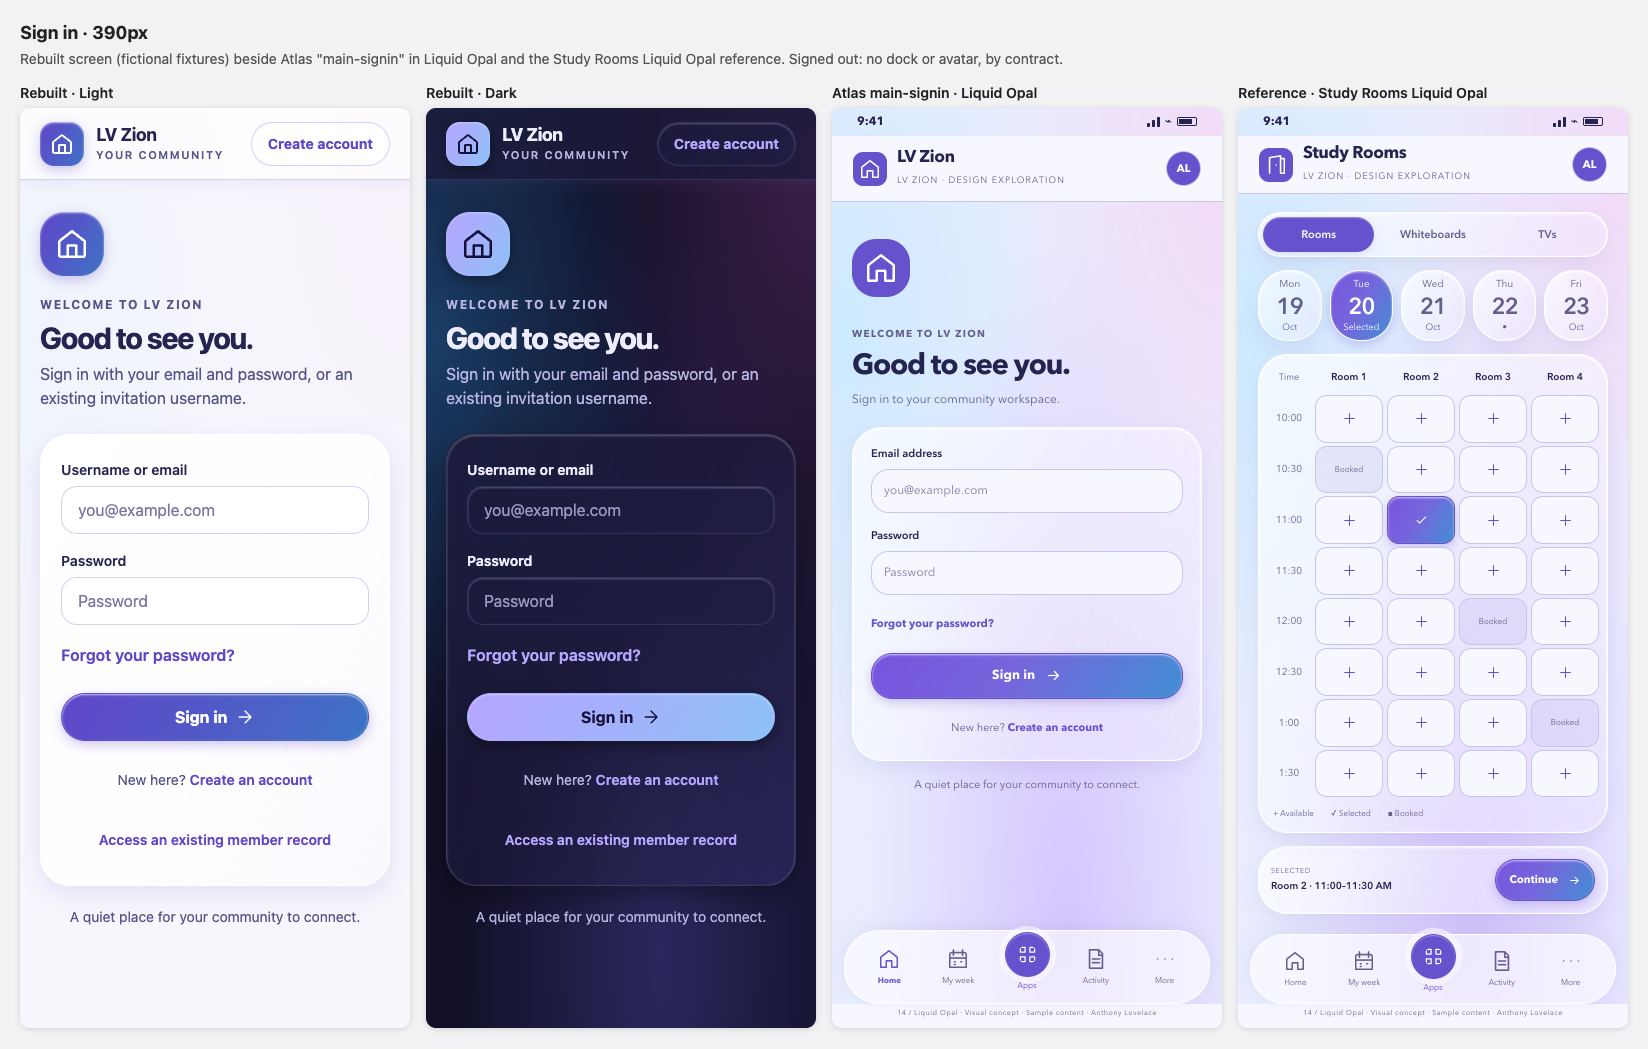 Sign in · 390px
Rebuilt screen (fictional fixtures) beside Atlas "main-signin" in Liquid Opal and the Study Rooms Liquid Opal reference. Signed out: no dock or avatar, by contract.
Rebuilt · Light
LV Zion
YOUR COMMUNITY
Create account
WELCOME TO LV ZION
Good to see you.
Sign in with your email and password, or an
existing invitation username.
Username or email
you@example.com
Password
Password
Forgot your password?
Sign in →
New here? Create an account
Access an existing member record
A quiet place for your community to connect.
Rebuilt · Dark
LV Zion
YOUR COMMUNITY
Create account
WELCOME TO LV ZION
Good to see you.
Sign in with your email and password, or an
existing invitation username.
Username or email
you@example.com
Password
Password
Forgot your password?
Sign in →
New here? Create an account
Access an existing member record
A quiet place for your community to connect.
Atlas main-signin · Liquid Opal
9:41
LV Zion
LV ZION · DESIGN EXPLORATION
AL
WELCOME TO LV ZION
Good to see you.
Sign in to your community workspace.
Email address
you@example.com
Password
Password
Forgot your password?
Sign in →
New here? Create an account
A quiet place for your community to connect.
Home My week Apps Activity More
14 / Liquid Opal · Visual concept · Sample content · Anthony Lovelace
Reference · Study Rooms Liquid Opal
9:41
Study Rooms
LV ZION · DESIGN EXPLORATION
AL
Rooms Whiteboards TVs
Mon Tue Wed Thu Fri
19 20 21 22 23
Oct Selected Oct • Oct
Time Room 1 Room 2 Room 3 Room 4
10:00 + + + +
10:30 Booked + + +
11:00 + ✓ + +
11:30 + + + +
12:00 + + Booked +
12:30 + + + +
1:00 + + + Booked
1:30 + + + +
+ Available ✓ Selected ■ Booked
SELECTED
Room 2 · 11:00–11:30 AM
Continue →
Home My week Apps Activity More
14 / Liquid Opal · Visual concept · Sample content · Anthony Lovelace